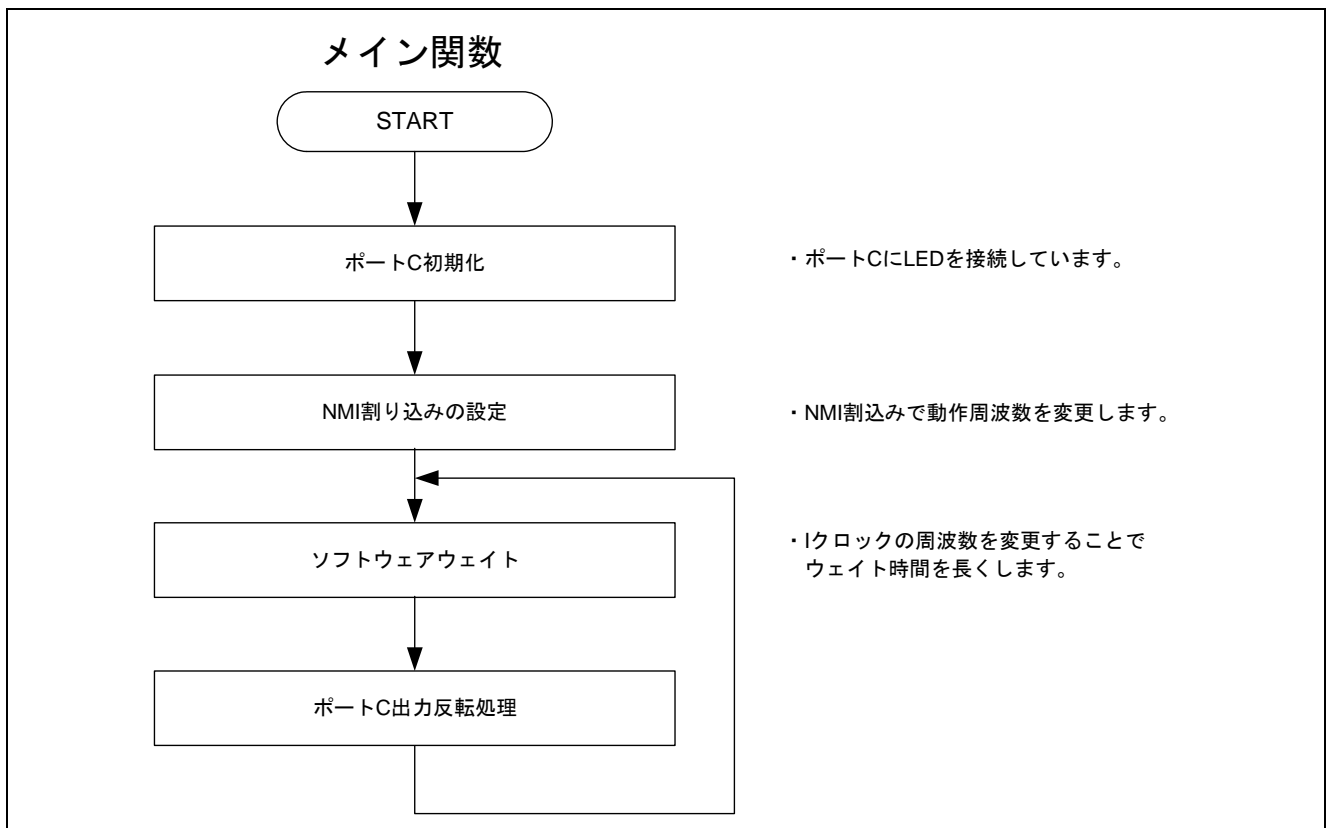 メイン関数
START
ポートC初期化
・ポートCにLEDを接続しています。
NMI割り込みの設定
・NMI割込みで動作周波数を変更します。
ソフトウェアウェイト
・Iクロックの周波数を変更することで
ウェイト時間を長くします。
ポートC出力反転処理